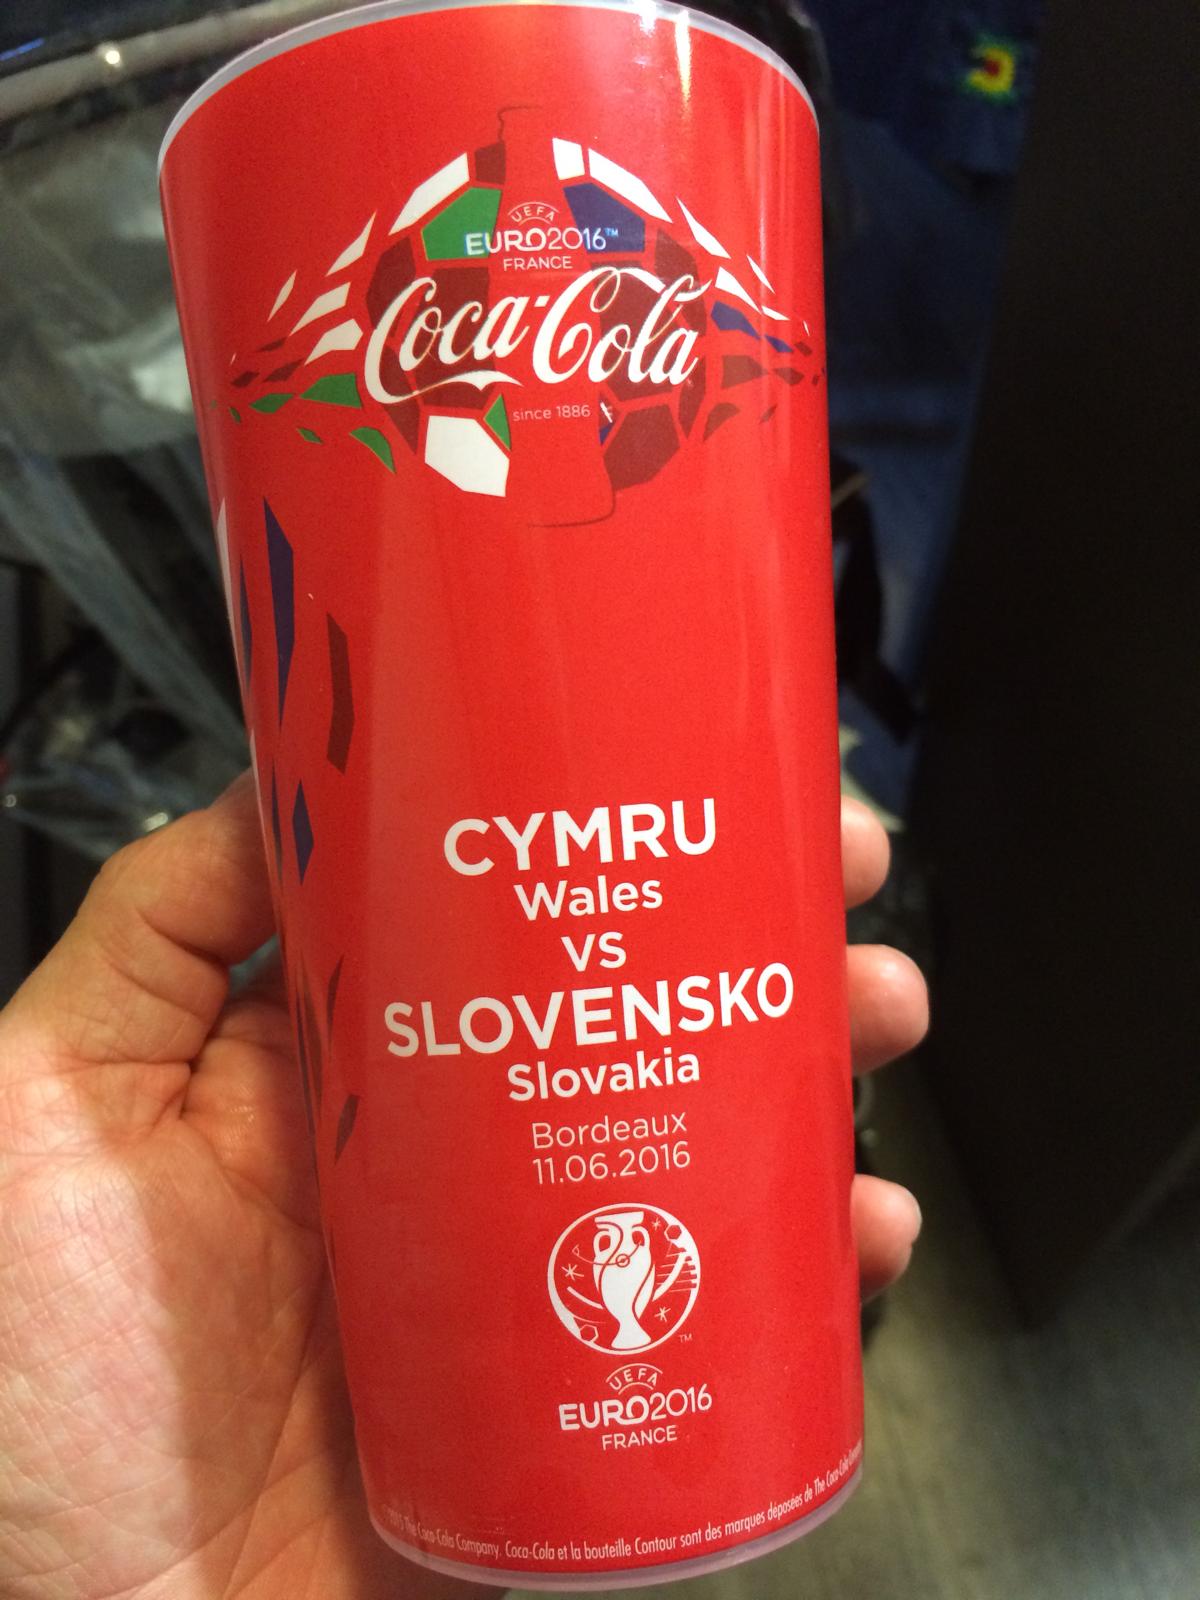 UEFA
EURO2016™
FRANCE
Coca-Cola
since 1886
CYMRU
Wales
VS
SLOVENSKO
Slovakia
Bordeaux
11.06.2016
TM
UEFA
EURO2016
FRANCE
The Coca-Cola Company. Coca-Cola et la bouteille Contour sont des marques déposées de The Coca-Cola Company